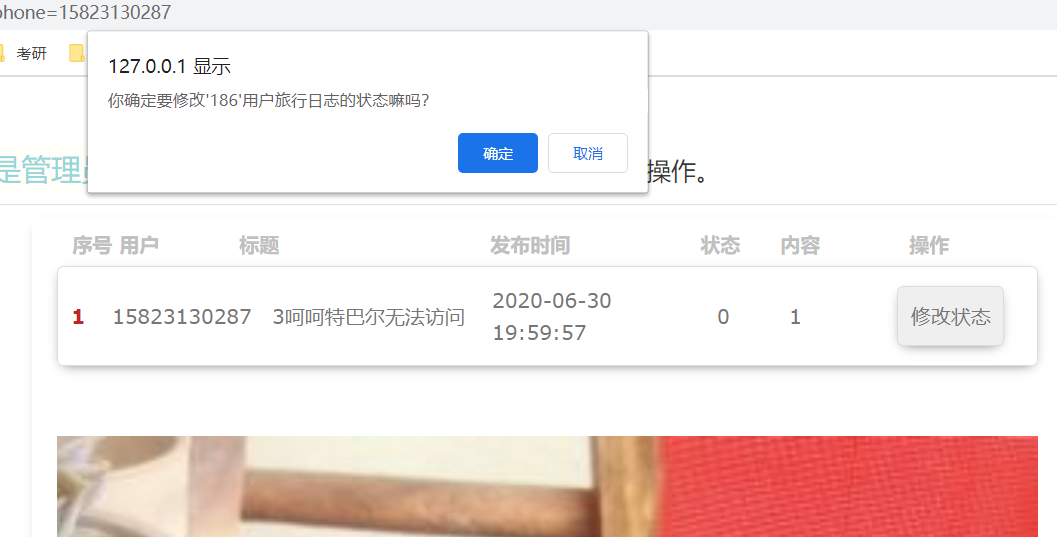 phone=15823130287
考研
127.0.0.1 显示
你确定要修改'186'用户旅行日志的状态嘛吗?
确定 取消
是管理 操作。
序号 用户 标题 发布时间 状态 内容 操作
1 15823130287 3呵呵特巴尔无法访问 2020-06-30 0 1 修改状态
19:59:57